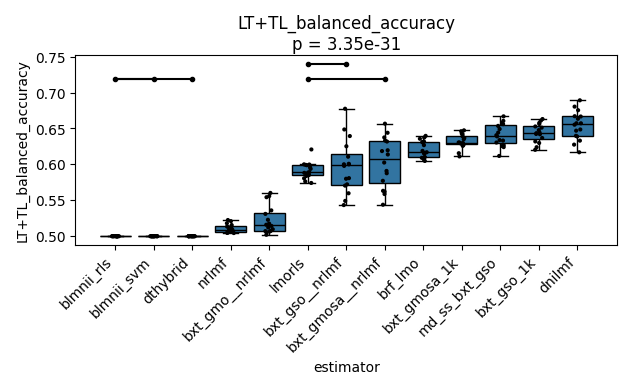 LT+TL_balanced_accuracy
p = 3.35e-31
LT+TL_balanced_accuracy
0.75
0.70
0.65
0.60
0.55
0.50
blmnii_rls
blmnii_svm
dthybrid
nrlmf
bxt_gmo__nrlmf
lmorls
bxt_gso__nrlmf
bxt_gmosa__nrlmf
brf_lmo
bxt_gmosa_1k
md_ss_bxt_gso
bxt_gso_1k
dnilmf
estimator